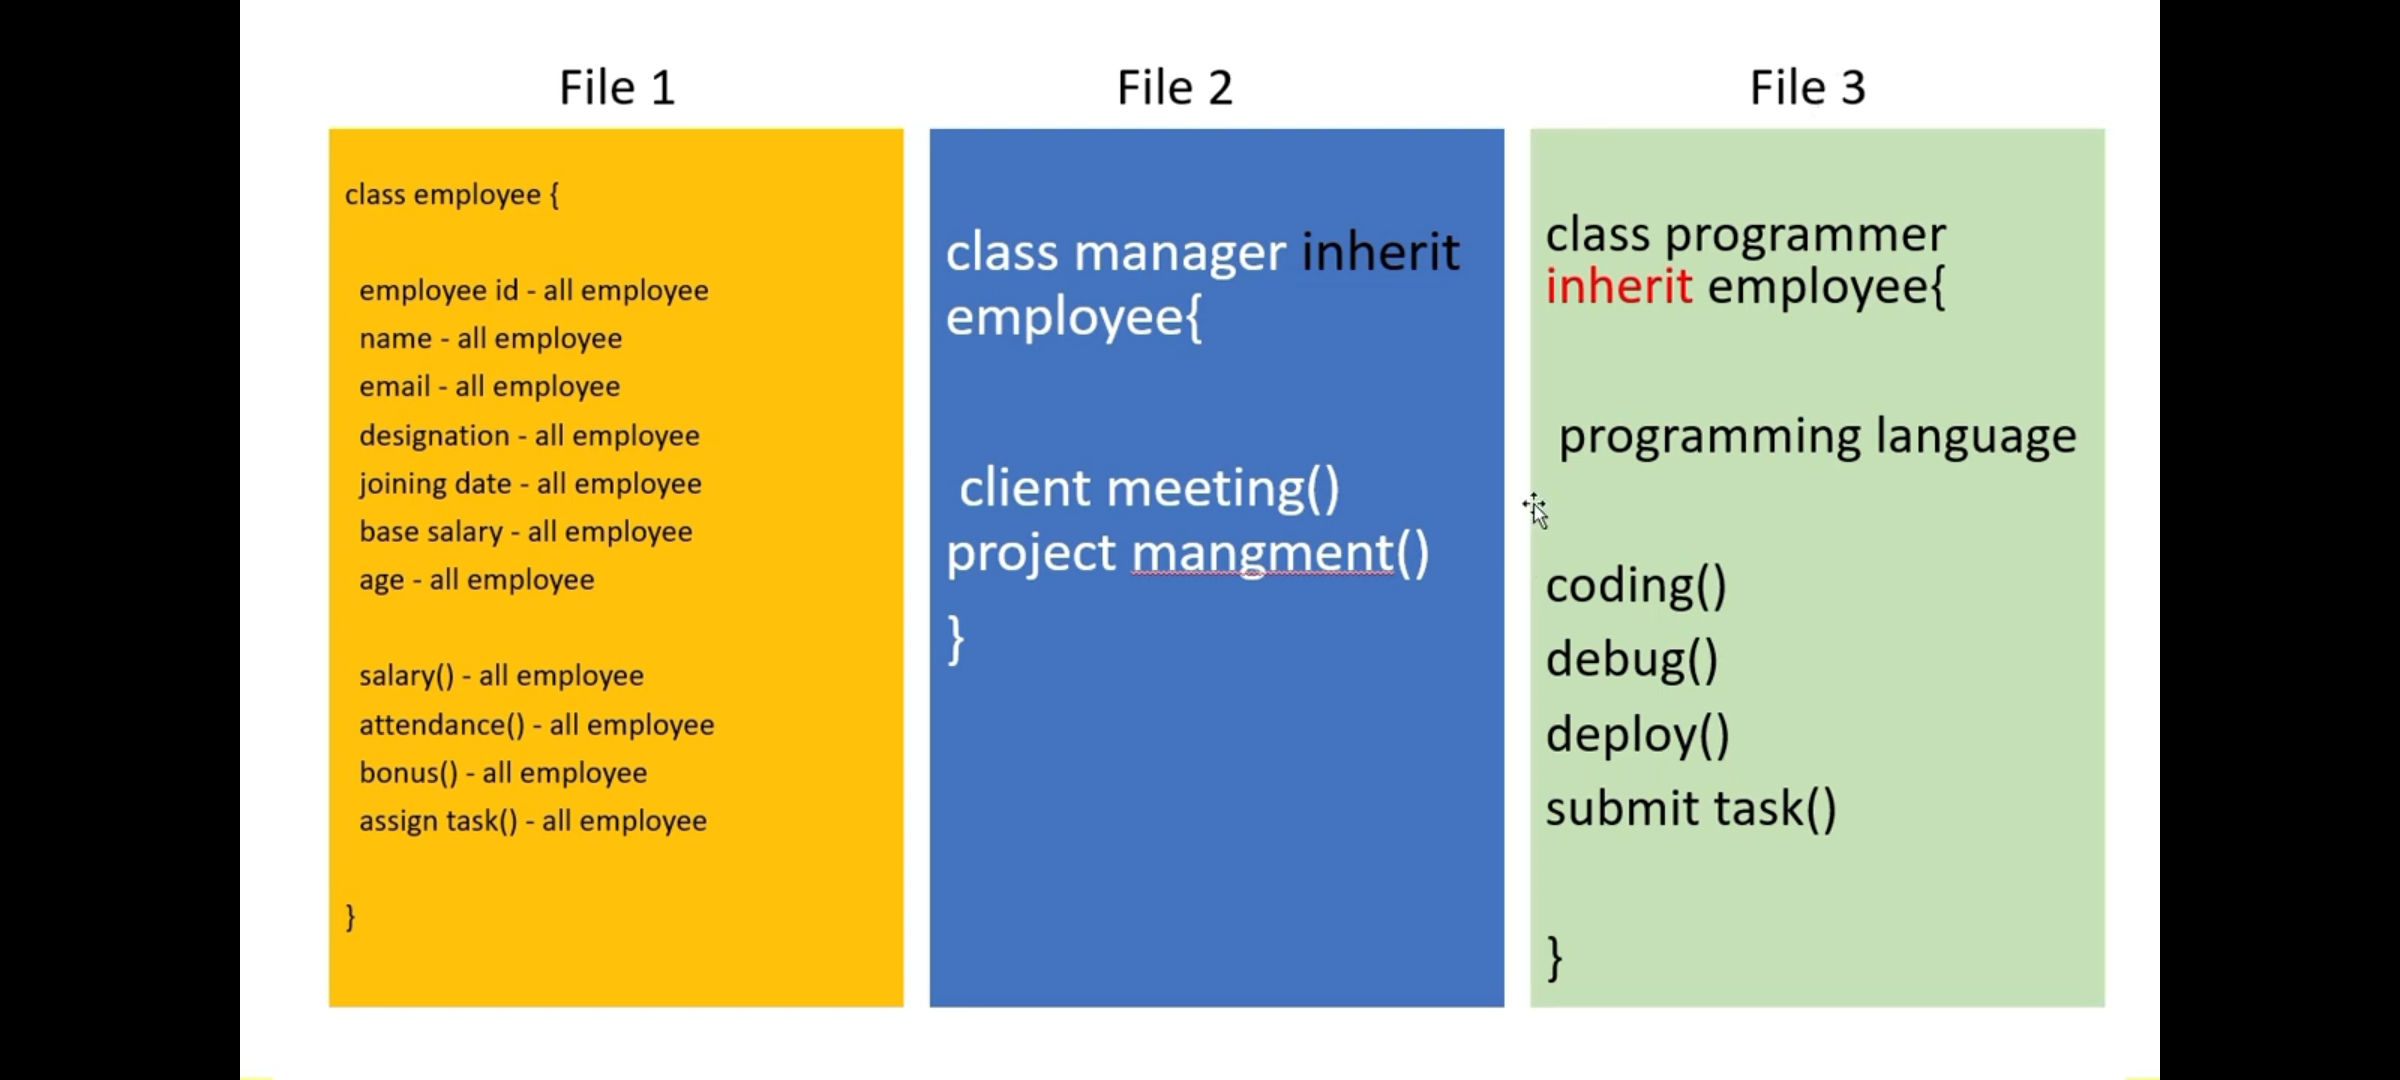 File 1
class employee {
employee id - all employee
name - all employee
email - all employee
designation - all employee
joining date - all employee
base salary - all employee
age - all employee
salary() - all employee
attendance() - all employee
bonus() - all employee
assign task() - all employee
}
File 2
class manager inherit
employee{
client meeting()
project mangment()
}
File 3
class programmer
inherit employee{
programming language
coding()
debug()
deploy()
submit task()
}